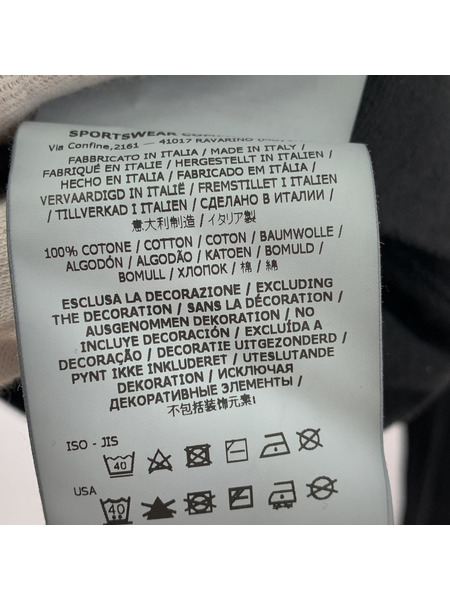 SPORTSWEAR
Via Confine,2161 — 41017 RAVARINO
FABBRICATO IN ITALIA / MADE IN ITALY /
FABRIQUÉ EN ITALIE / HERGESTELLT IN ITALIEN /
HECHO EN ITALIA / FABRICADO EM ITÁLIA /
VERVAARDIGD IN ITALIË / FREMSTILLET I ITALIEN /
/ TILLVERKAD I ITALIEN / СДЕЛАНО В ИТАЛИИ /
意大利制造 / イタリア製
100% COTONE / COTTON / COTON / BAUMWOLLE /
ALGODÓN / ALGODÃO / KATOEN / BOMULD /
BOMULL / ХЛОПОК / 棉 / 綿
ESCLUSA LA DECORAZIONE / EXCLUDING
THE DECORATION / SANS LA DÉCORATION /
AUSGENOMMEN DEKORATION / NO
INCLUYE DECORACIÓN / EXCLUÍDA A
DECORAÇÃO / DECORATIE UITGEZONDERD /
PYNT IKKE INKLUDERET / UTESLUTANDE
DEKORATION / ИСКЛЮЧАЯ
ДЕКОРАТИВНЫЕ ЭЛЕМЕНТЫ /
不包括装饰元素
ISO - JIS
40
USA
40